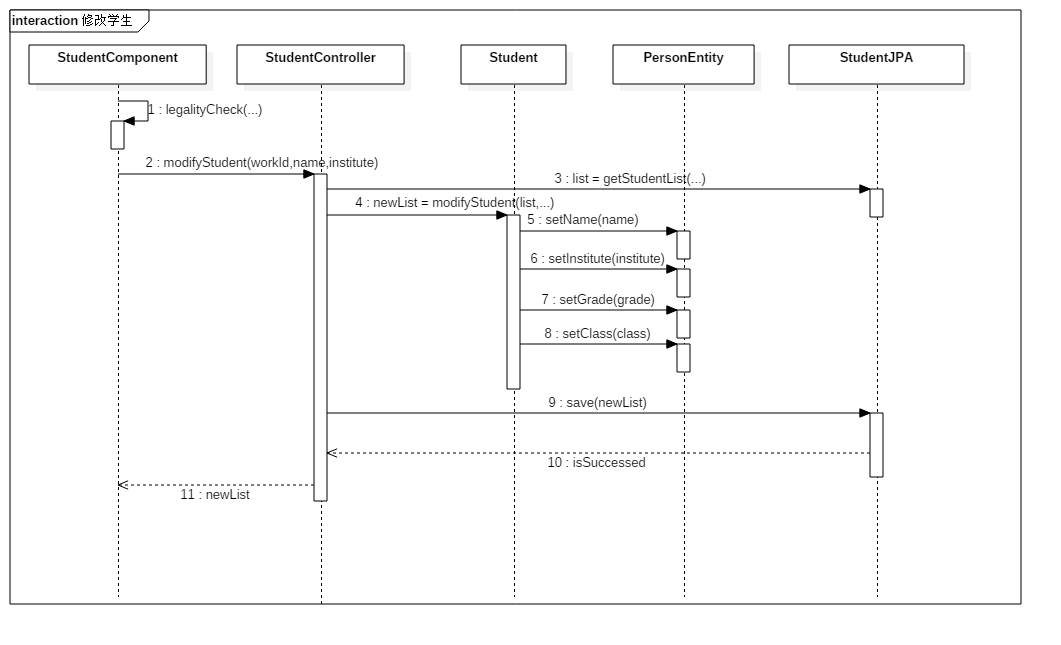 interaction 修改学生
StudentComponent
StudentController
Student
PersonEntity
StudentJPA
1 : legalityCheck(...)
2 : modifyStudent(workId,name,institute)
3 : list = getStudentList(...)
4 : newList = modifyStudent(list,...)
5 : setName(name)
6 : setInstitute(institute)
7 : setGrade(grade)
8 : setClass(class)
9 : save(newList)
10 : isSuccessed
11 : newList